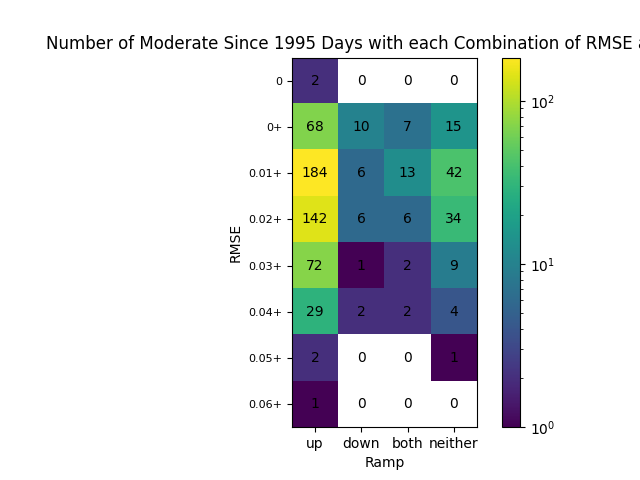 Number of Moderate Since 1995 Days with each Combination of RMSE
0 2 0 0 0
0+ 68 10 7 15
0.01+ 184 6 13 42
0.02+ 142 6 6 34
0.03+ 72 1 2 9
0.04+ 29 2 2 4
0.05+ 2 0 0 1
0.06+ 1 0 0 0
RMSE
up down both neither
Ramp
10²
10¹
10⁰